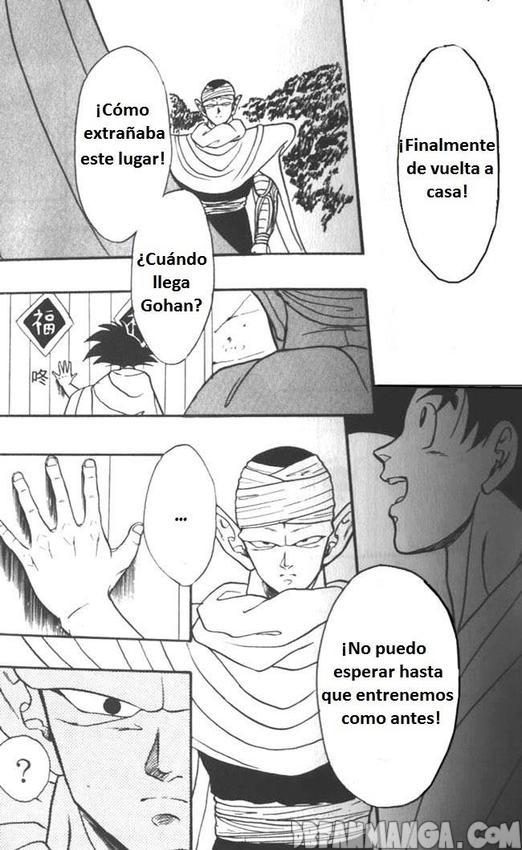 ¡Finalmente
de vuelta a
casa!
¡Cómo
extrañaba
este lugar!
¿Cuándo
llega
Gohan?
福
咚
...
¡No puedo
esperar hasta
que entrenemos
como antes!
?
DBFANMANGA.COM